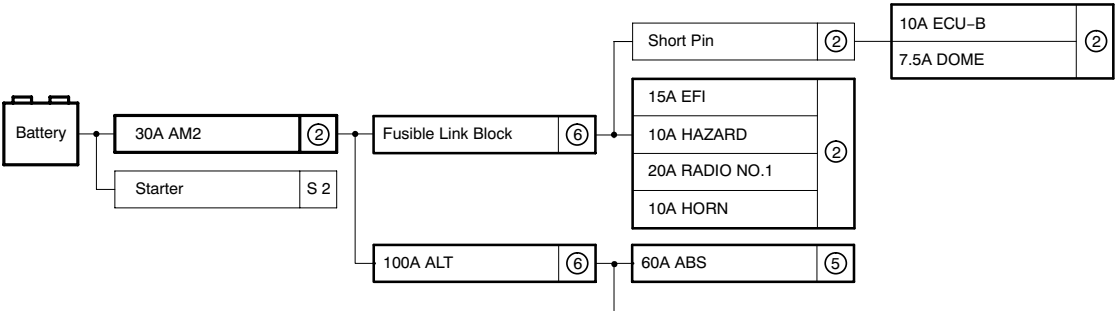 10A ECU−B
②
7.5A DOME
Short Pin ②
Battery
30A AM2 ②
Fusible Link Block ⑥
15A EFI
10A HAZARD
②
20A RADIO NO.1
10A HORN
Starter S 2
100A ALT ⑥
60A ABS ⑤